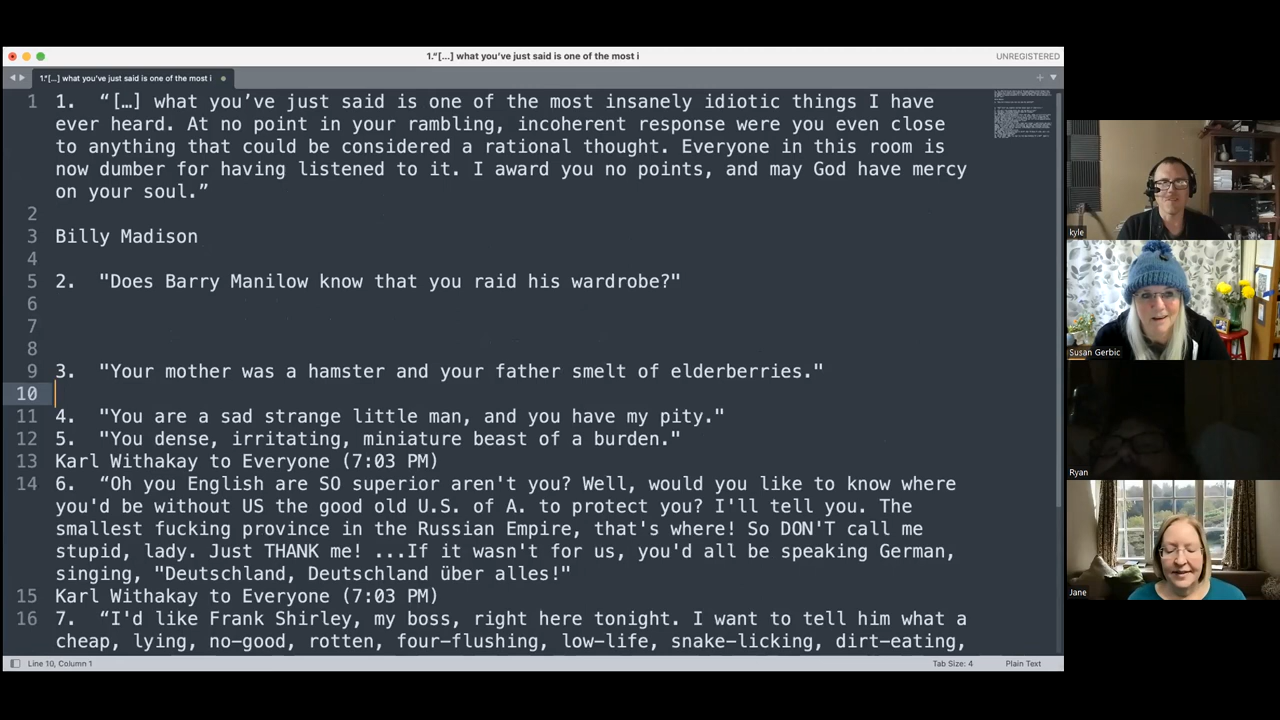 1."[…] what you've just said is one of the most i
UNREGISTERED
1."[…] what you've just said is one of the most i
1 1. “[…] what you’ve just said is one of the most insanely idiotic things I have
ever heard. At no point in your rambling, incoherent response were you even close
to anything that could be considered a rational thought. Everyone in this room is
now dumber for having listened to it. I award you no points, and may God have mercy
on your soul.”
2
3 Billy Madison
4
5 2. "Does Barry Manilow know that you raid his wardrobe?"
6
7
8
9 3. "Your mother was a hamster and your father smelt of elderberries."
10
11 4. "You are a sad strange little man, and you have my pity."
12 5. "You dense, irritating, miniature beast of a burden."
13 Karl Withakay to Everyone (7:03 PM)
14 6. “Oh you English are SO superior aren't you? Well, would you like to know where
you'd be without US the good old U.S. of A. to protect you? I'll tell you. The
smallest fucking province in the Russian Empire, that's where! So DON'T call me
stupid, lady. Just THANK me! ...If it wasn't for us, you'd all be speaking German,
singing, "Deutschland, Deutschland über alles!"
15 Karl Withakay to Everyone (7:03 PM)
16 7. “I'd like Frank Shirley, my boss, right here tonight. I want to tell him what a
cheap, lying, no-good, rotten, four-flushing, low-life, snake-licking, dirt-eating,
Line 10, Column 1
Tab Size: 4
Plain Text
kyle
Susan Gerbic
Ryan
Jane